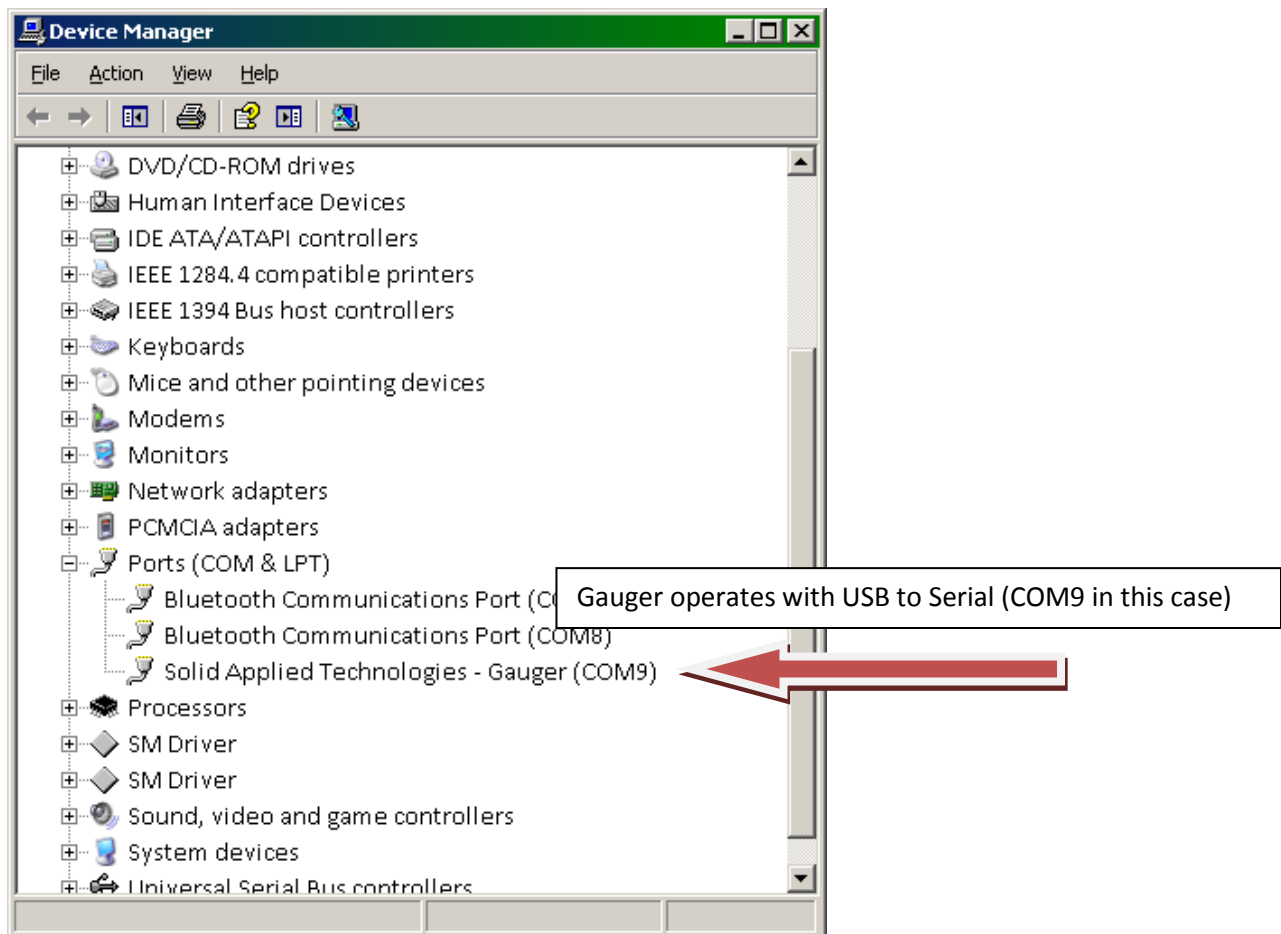 Device Manager
File Action View Help
DVD/CD-ROM drives
Human Interface Devices
IDE ATA/ATAPI controllers
IEEE 1284.4 compatible printers
IEEE 1394 Bus host controllers
Keyboards
Mice and other pointing devices
Modems
Monitors
Network adapters
PCMCIA adapters
Ports (COM & LPT)
Bluetooth Communications Port
Gauger operates with USB to Serial (COM9 in this case)
Bluetooth Communications Port (COM8)
Solid Applied Technologies - Gauger (COM9)
Processors
SM Driver
SM Driver
Sound, video and game controllers
System devices
Universal Serial Bus controllers